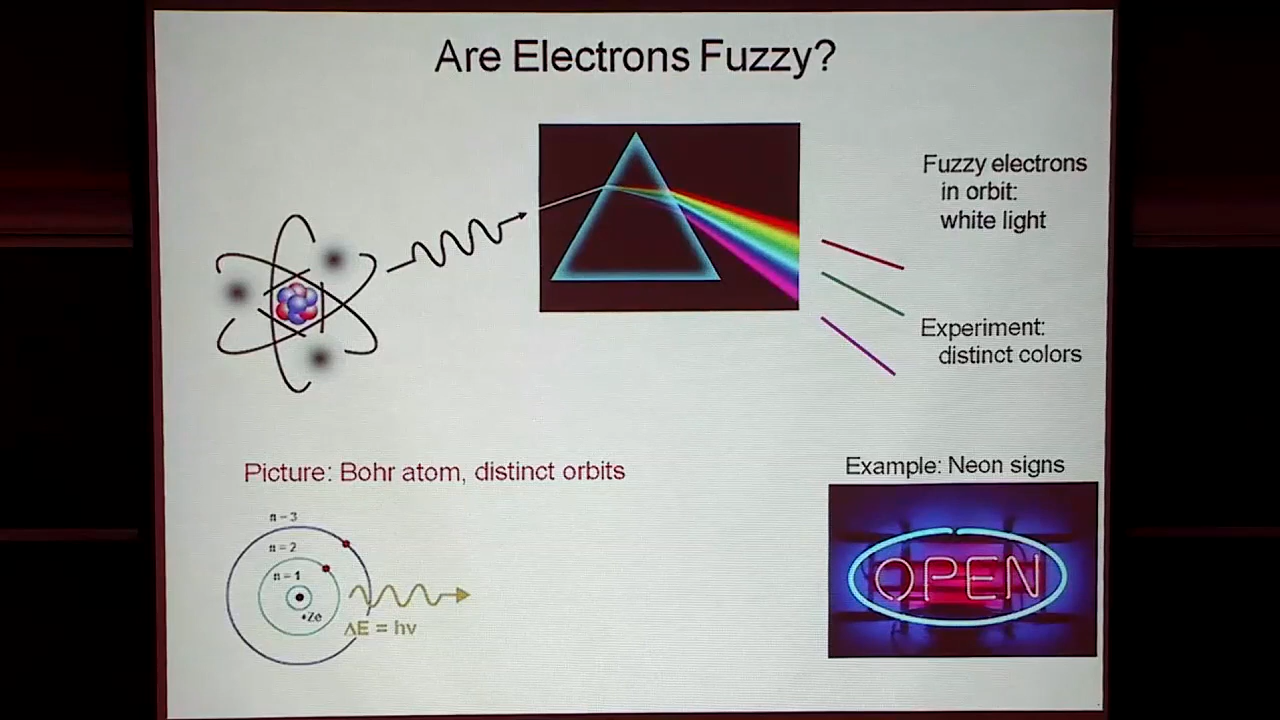 Are Electrons Fuzzy?
Fuzzy electrons
in orbit:
white light
Experiment:
distinct colors
Picture: Bohr atom, distinct orbits
Example: Neon signs
n=3
n=2
n=1
+Ze
ΔE = hν
OPEN